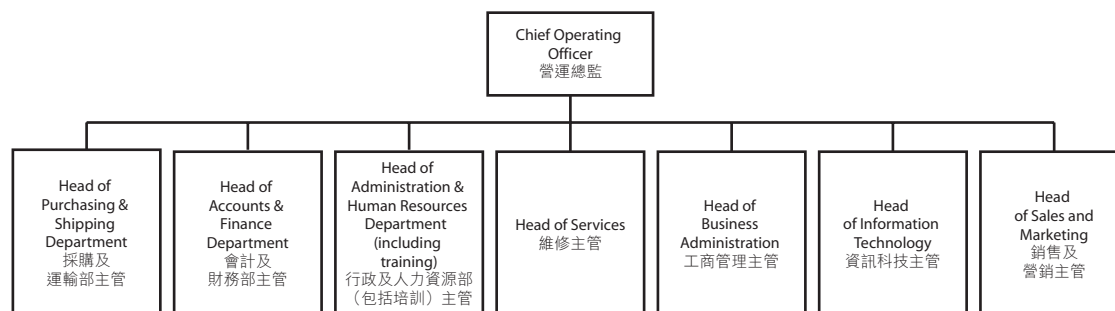 Chief Operating
Officer
營運總監
Head of
Purchasing &
Shipping
Department
採購及
運輸部主管
Head of
Accounts &
Finance
Department
會計及
財務部主管
Head of
Administration &
Human Resources
Department
(including
training)
行政及人力資源部
（包括培訓）主管
Head of Services
維修主管
Head of
Business
Administration
工商管理主管
Head
of Information
Technology
資訊科技主管
Head
of Sales and
Marketing
銷售及
營銷主管